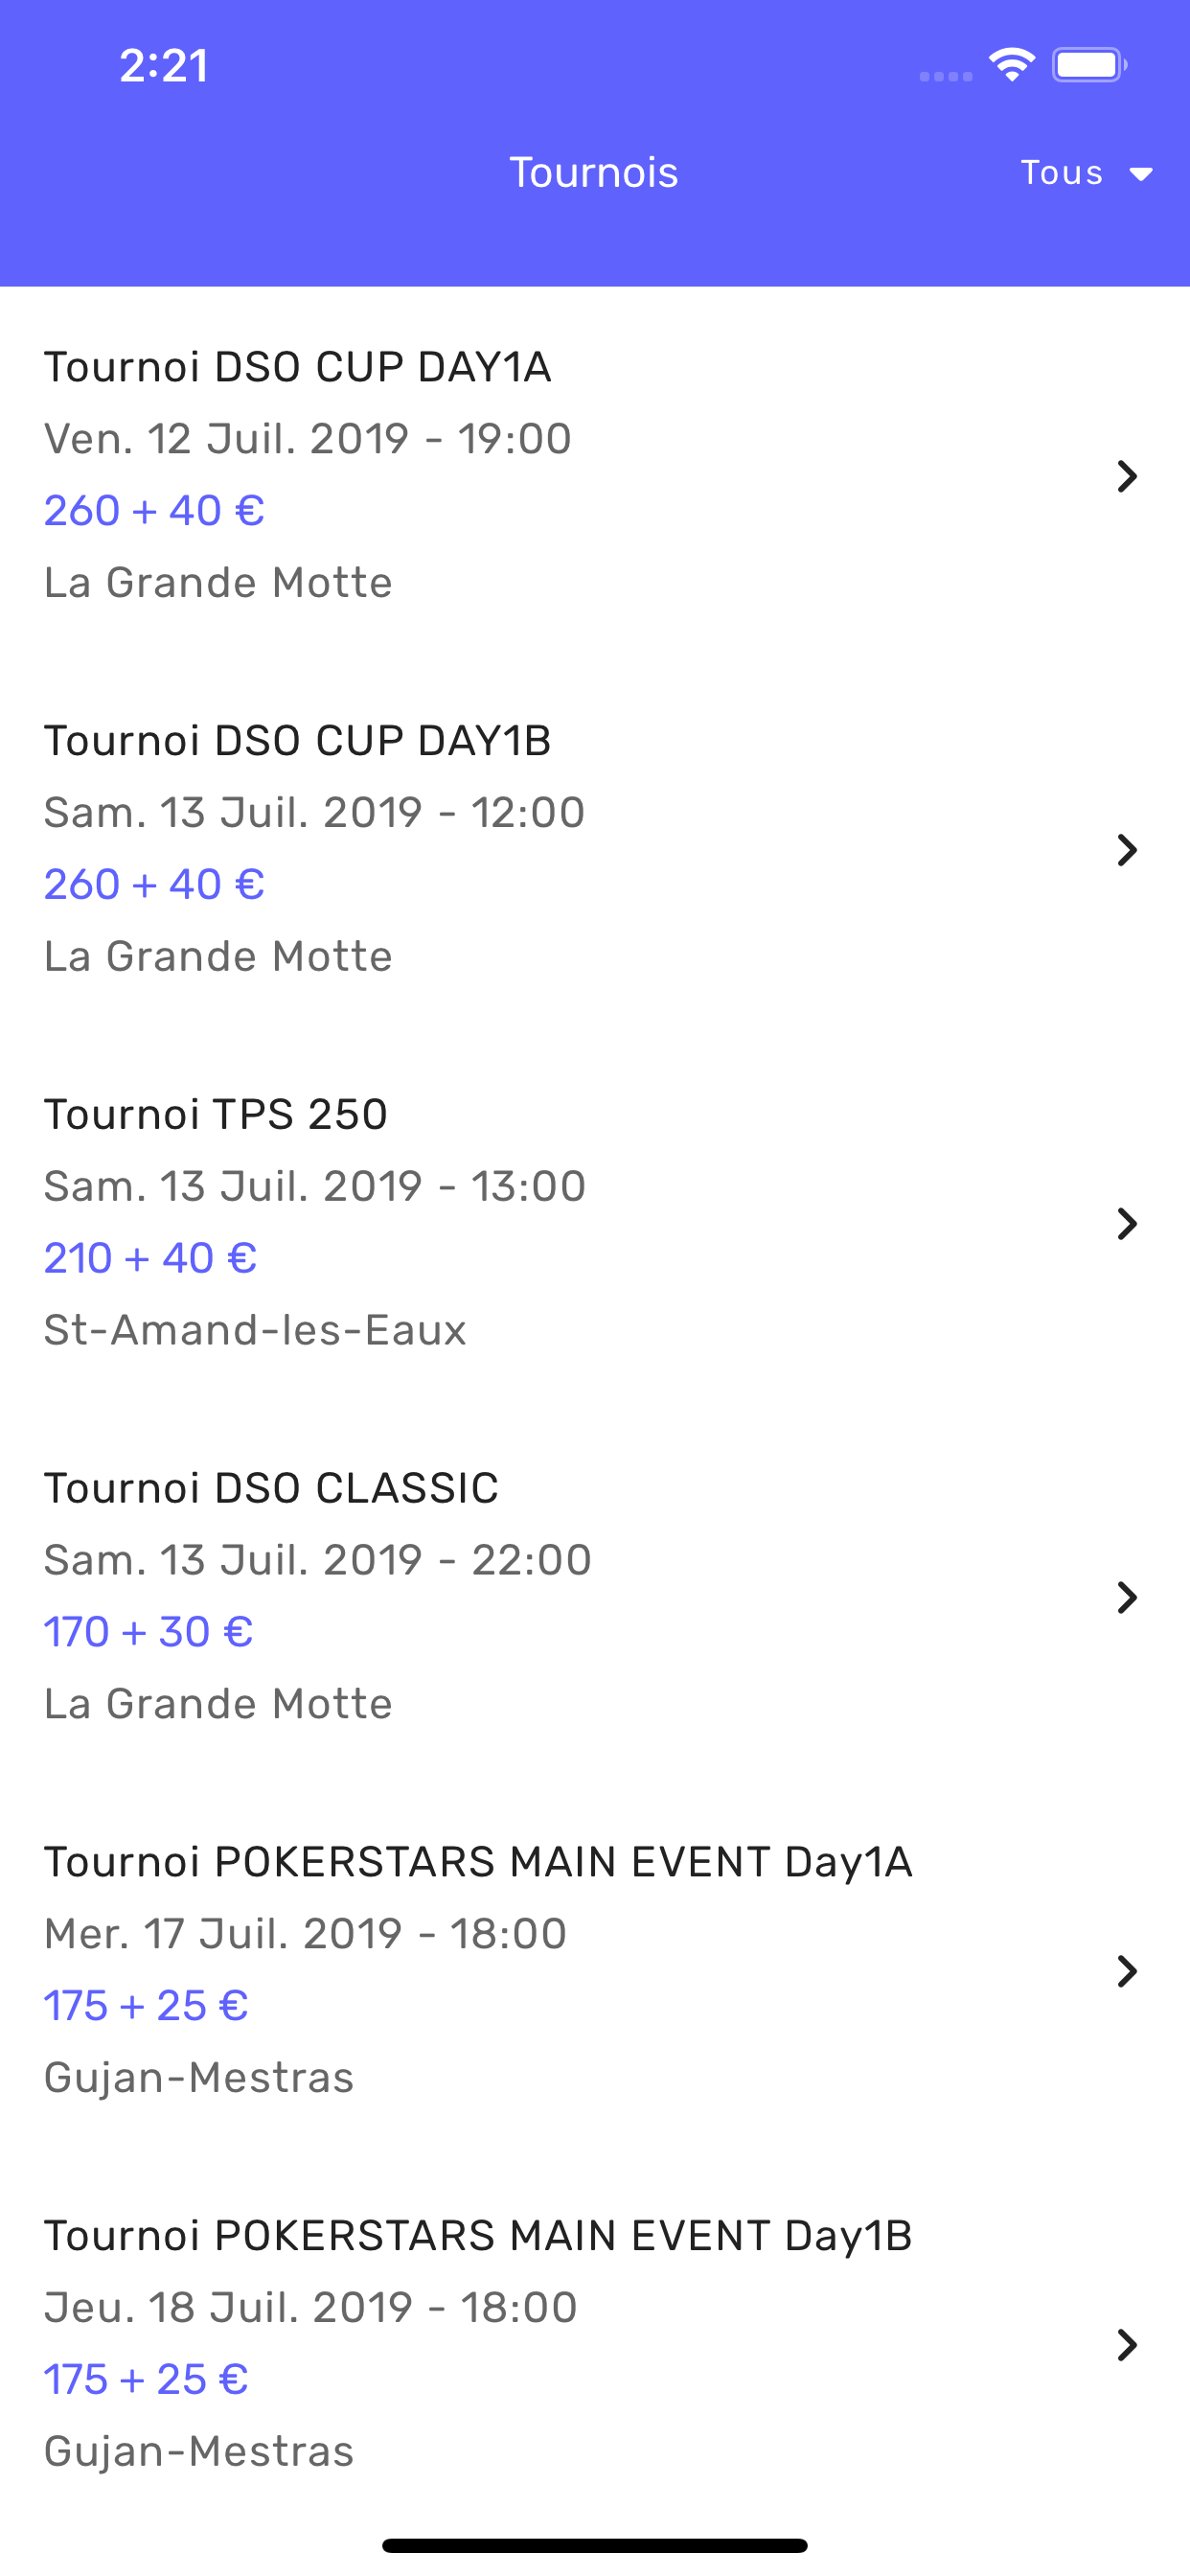 2:21
Tournois
Tous
Tournoi DSO CUP DAY1A
Ven. 12 Juil. 2019 - 19:00
260 + 40 €
La Grande Motte
Tournoi DSO CUP DAY1B
Sam. 13 Juil. 2019 - 12:00
260 + 40 €
La Grande Motte
Tournoi TPS 250
Sam. 13 Juil. 2019 - 13:00
210 + 40 €
St-Amand-les-Eaux
Tournoi DSO CLASSIC
Sam. 13 Juil. 2019 - 22:00
170 + 30 €
La Grande Motte
Tournoi POKERSTARS MAIN EVENT Day1A
Mer. 17 Juil. 2019 - 18:00
175 + 25 €
Gujan-Mestras
Tournoi POKERSTARS MAIN EVENT Day1B
Jeu. 18 Juil. 2019 - 18:00
175 + 25 €
Gujan-Mestras